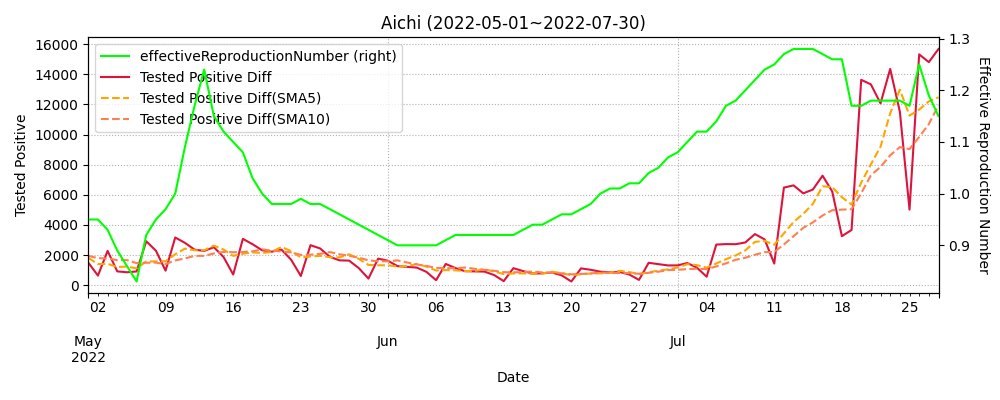 Aichi (2022-05-01~2022-07-30)
effectiveReproductionNumber (right)
Tested Positive Diff
Tested Positive Diff(SMA5)
Tested Positive Diff(SMA10)
Tested Positive
16000
14000
12000
10000
8000
6000
4000
2000
0
1.3
1.2
1.1
1.0
0.9
Effective Reproduction Number
02 09 16 23 30 06 13 20 27 04 11 18 25
May Jun Jul
2022
Date